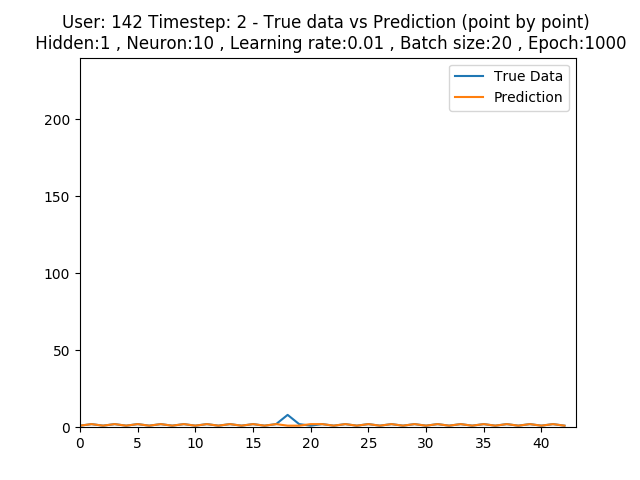 User: 142 Timestep: 2 - True data vs Prediction (point by point)
Hidden:1 , Neuron:10 , Learning rate:0.01 , Batch size:20 , Epoch:1000
True Data
Prediction
200
150
100
50
0
0 5 10 15 20 25 30 35 40